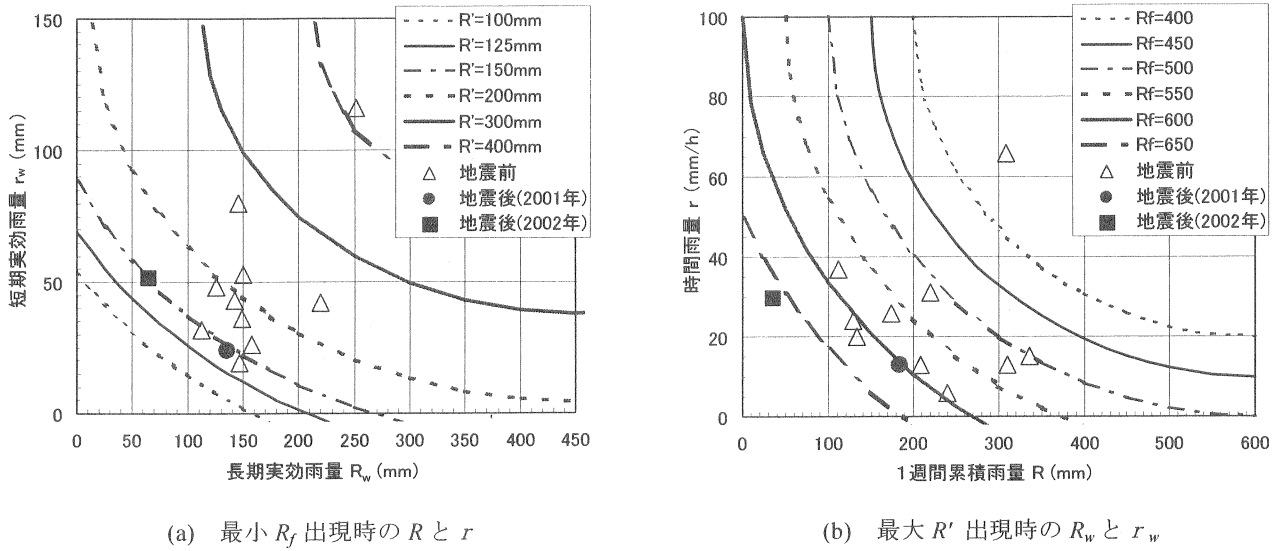 150
100
50
0
短期実効雨量 rw (mm)
0 50 100 150 200 250 300 350 400 450
長期実効雨量 Rw (mm)
R'=100mm
R'=125mm
R'=150mm
R'=200mm
R'=300mm
R'=400mm
地震前
地震後(2001年)
地震後(2002年)
(a) 最小 Rf 出現時の R と r
100
80
60
40
20
0
時間雨量 r (mm/h)
0 100 200 300 400 500 600
1週間累積雨量 R (mm)
Rf=400
Rf=450
Rf=500
Rf=550
Rf=600
Rf=650
地震前
地震後(2001年)
地震後(2002年)
(b) 最大 R′ 出現時の Rw と rw